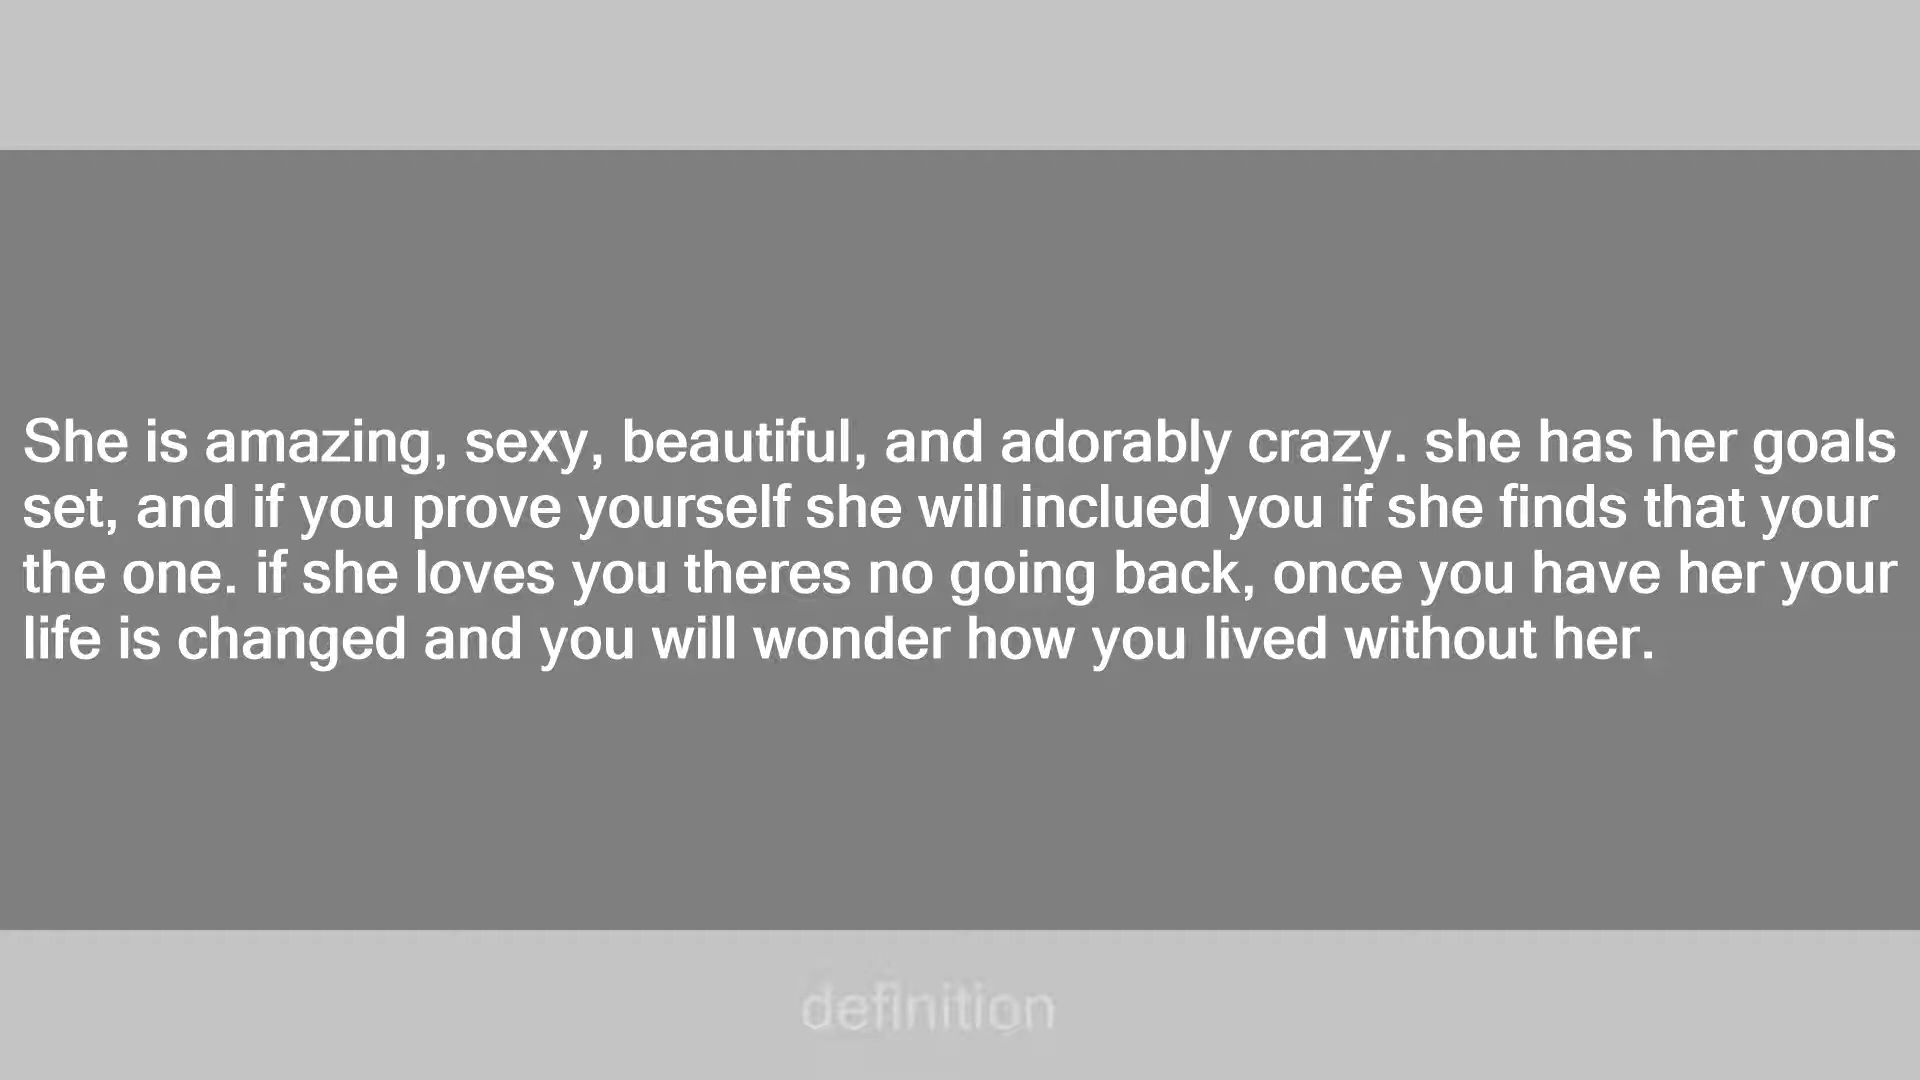 She is amazing, sexy, beautiful, and adorably crazy. she has her goals
set, and if you prove yourself she will inclued you if she finds that your
the one. if she loves you theres no going back, once you have her your
life is changed and you will wonder how you lived without her.
definition